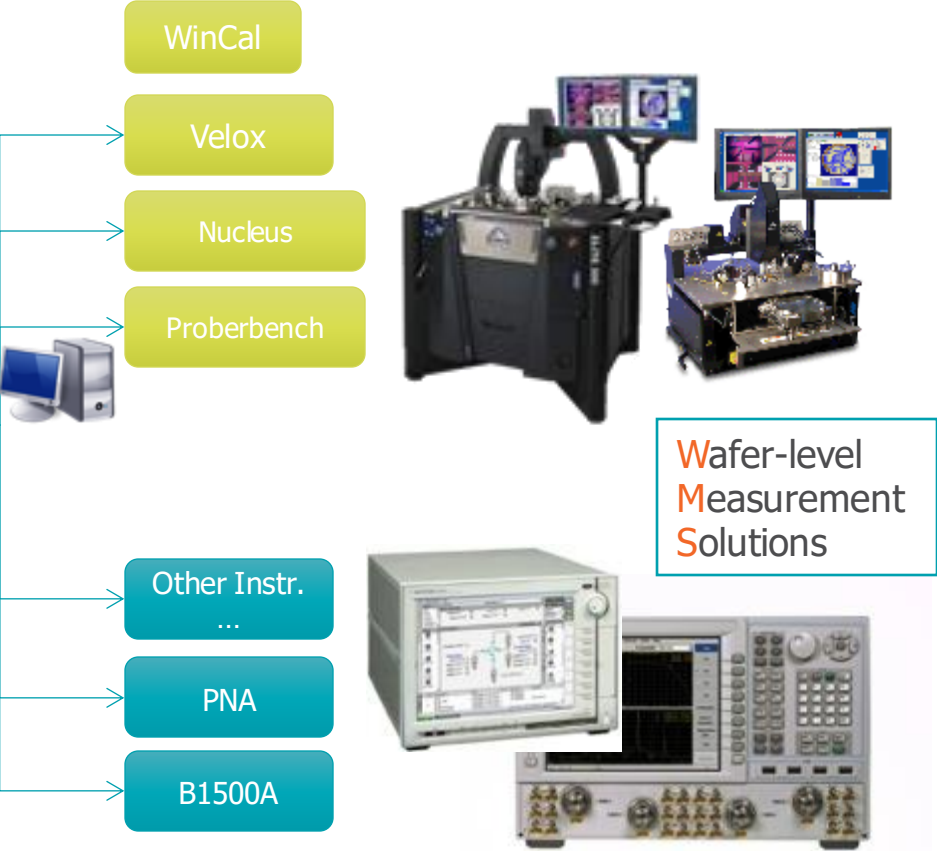 WinCal
Velox
Nucleus
Proberbench
Wafer-level
Measurement
Solutions
Other Instr.
...
PNA
B1500A